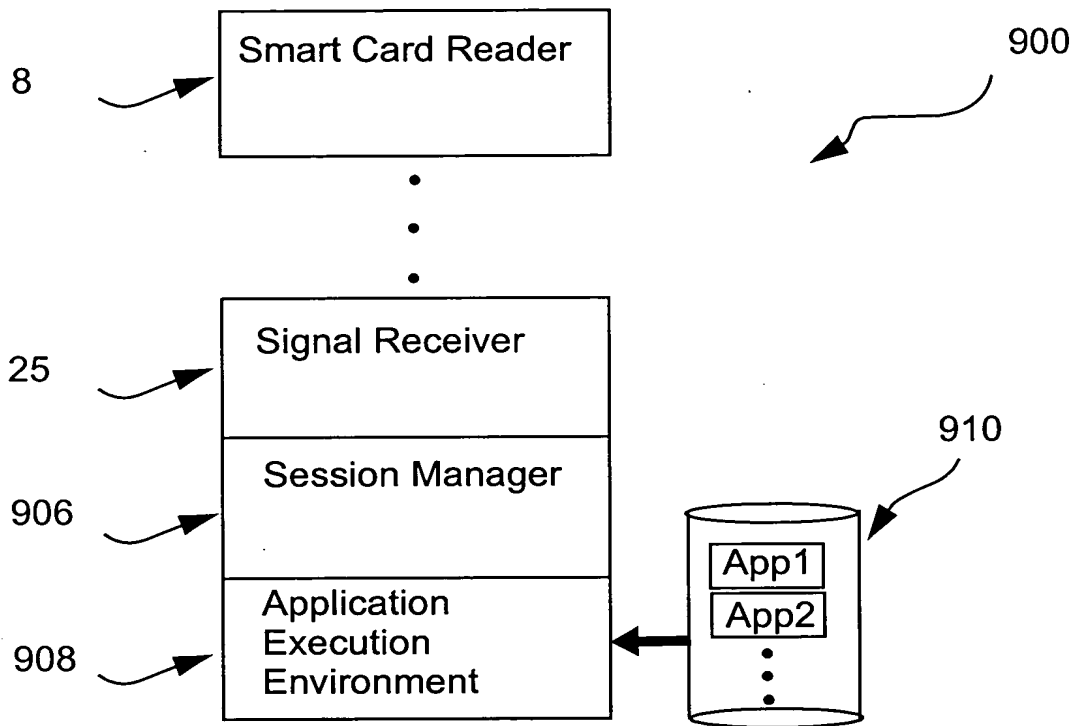 Smart Card Reader
900
8
Signal Receiver
25
Session Manager
910
906
App1
App2
Application
Execution
Environment
908